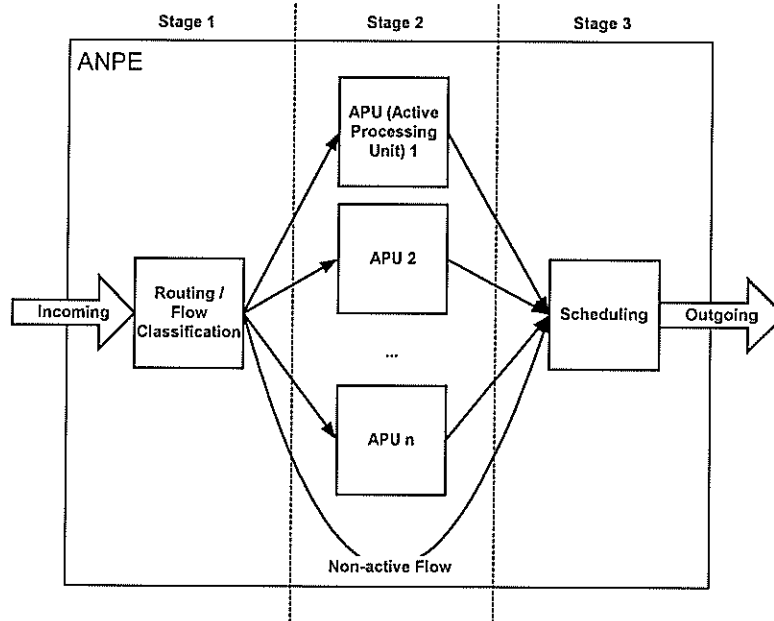 Stage 1
Stage 2
Stage 3
ANPE
APU (Active
Processing
Unit) 1
APU 2
Incoming
Routing /
Flow
Classification
Scheduling
Outgoing
...
APU n
Non-active Flow